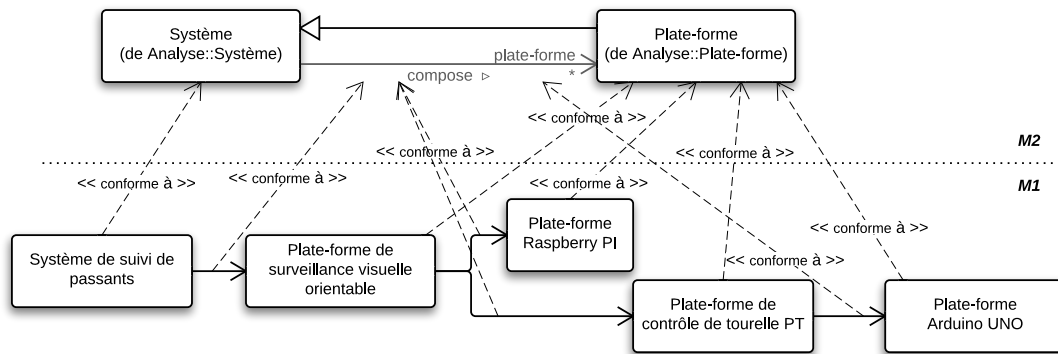 Système
(de Analyse::Système)
Plate-forme
(de Analyse::Plate-forme)
plate-forme
compose ▹
*
<< conforme à >>
M2
<< conforme à >>
<< conforme à >>
M1
<< conforme à >>
<< conforme à >>
<< conforme à >>
<< conforme à >>
Plate-forme
Raspberry PI
<< conforme à >>
Système de suivi de
passants
Plate-forme de
surveillance visuelle
orientable
<< conforme à >>
Plate-forme de
contrôle de tourelle PT
Plate-forme
Arduino UNO